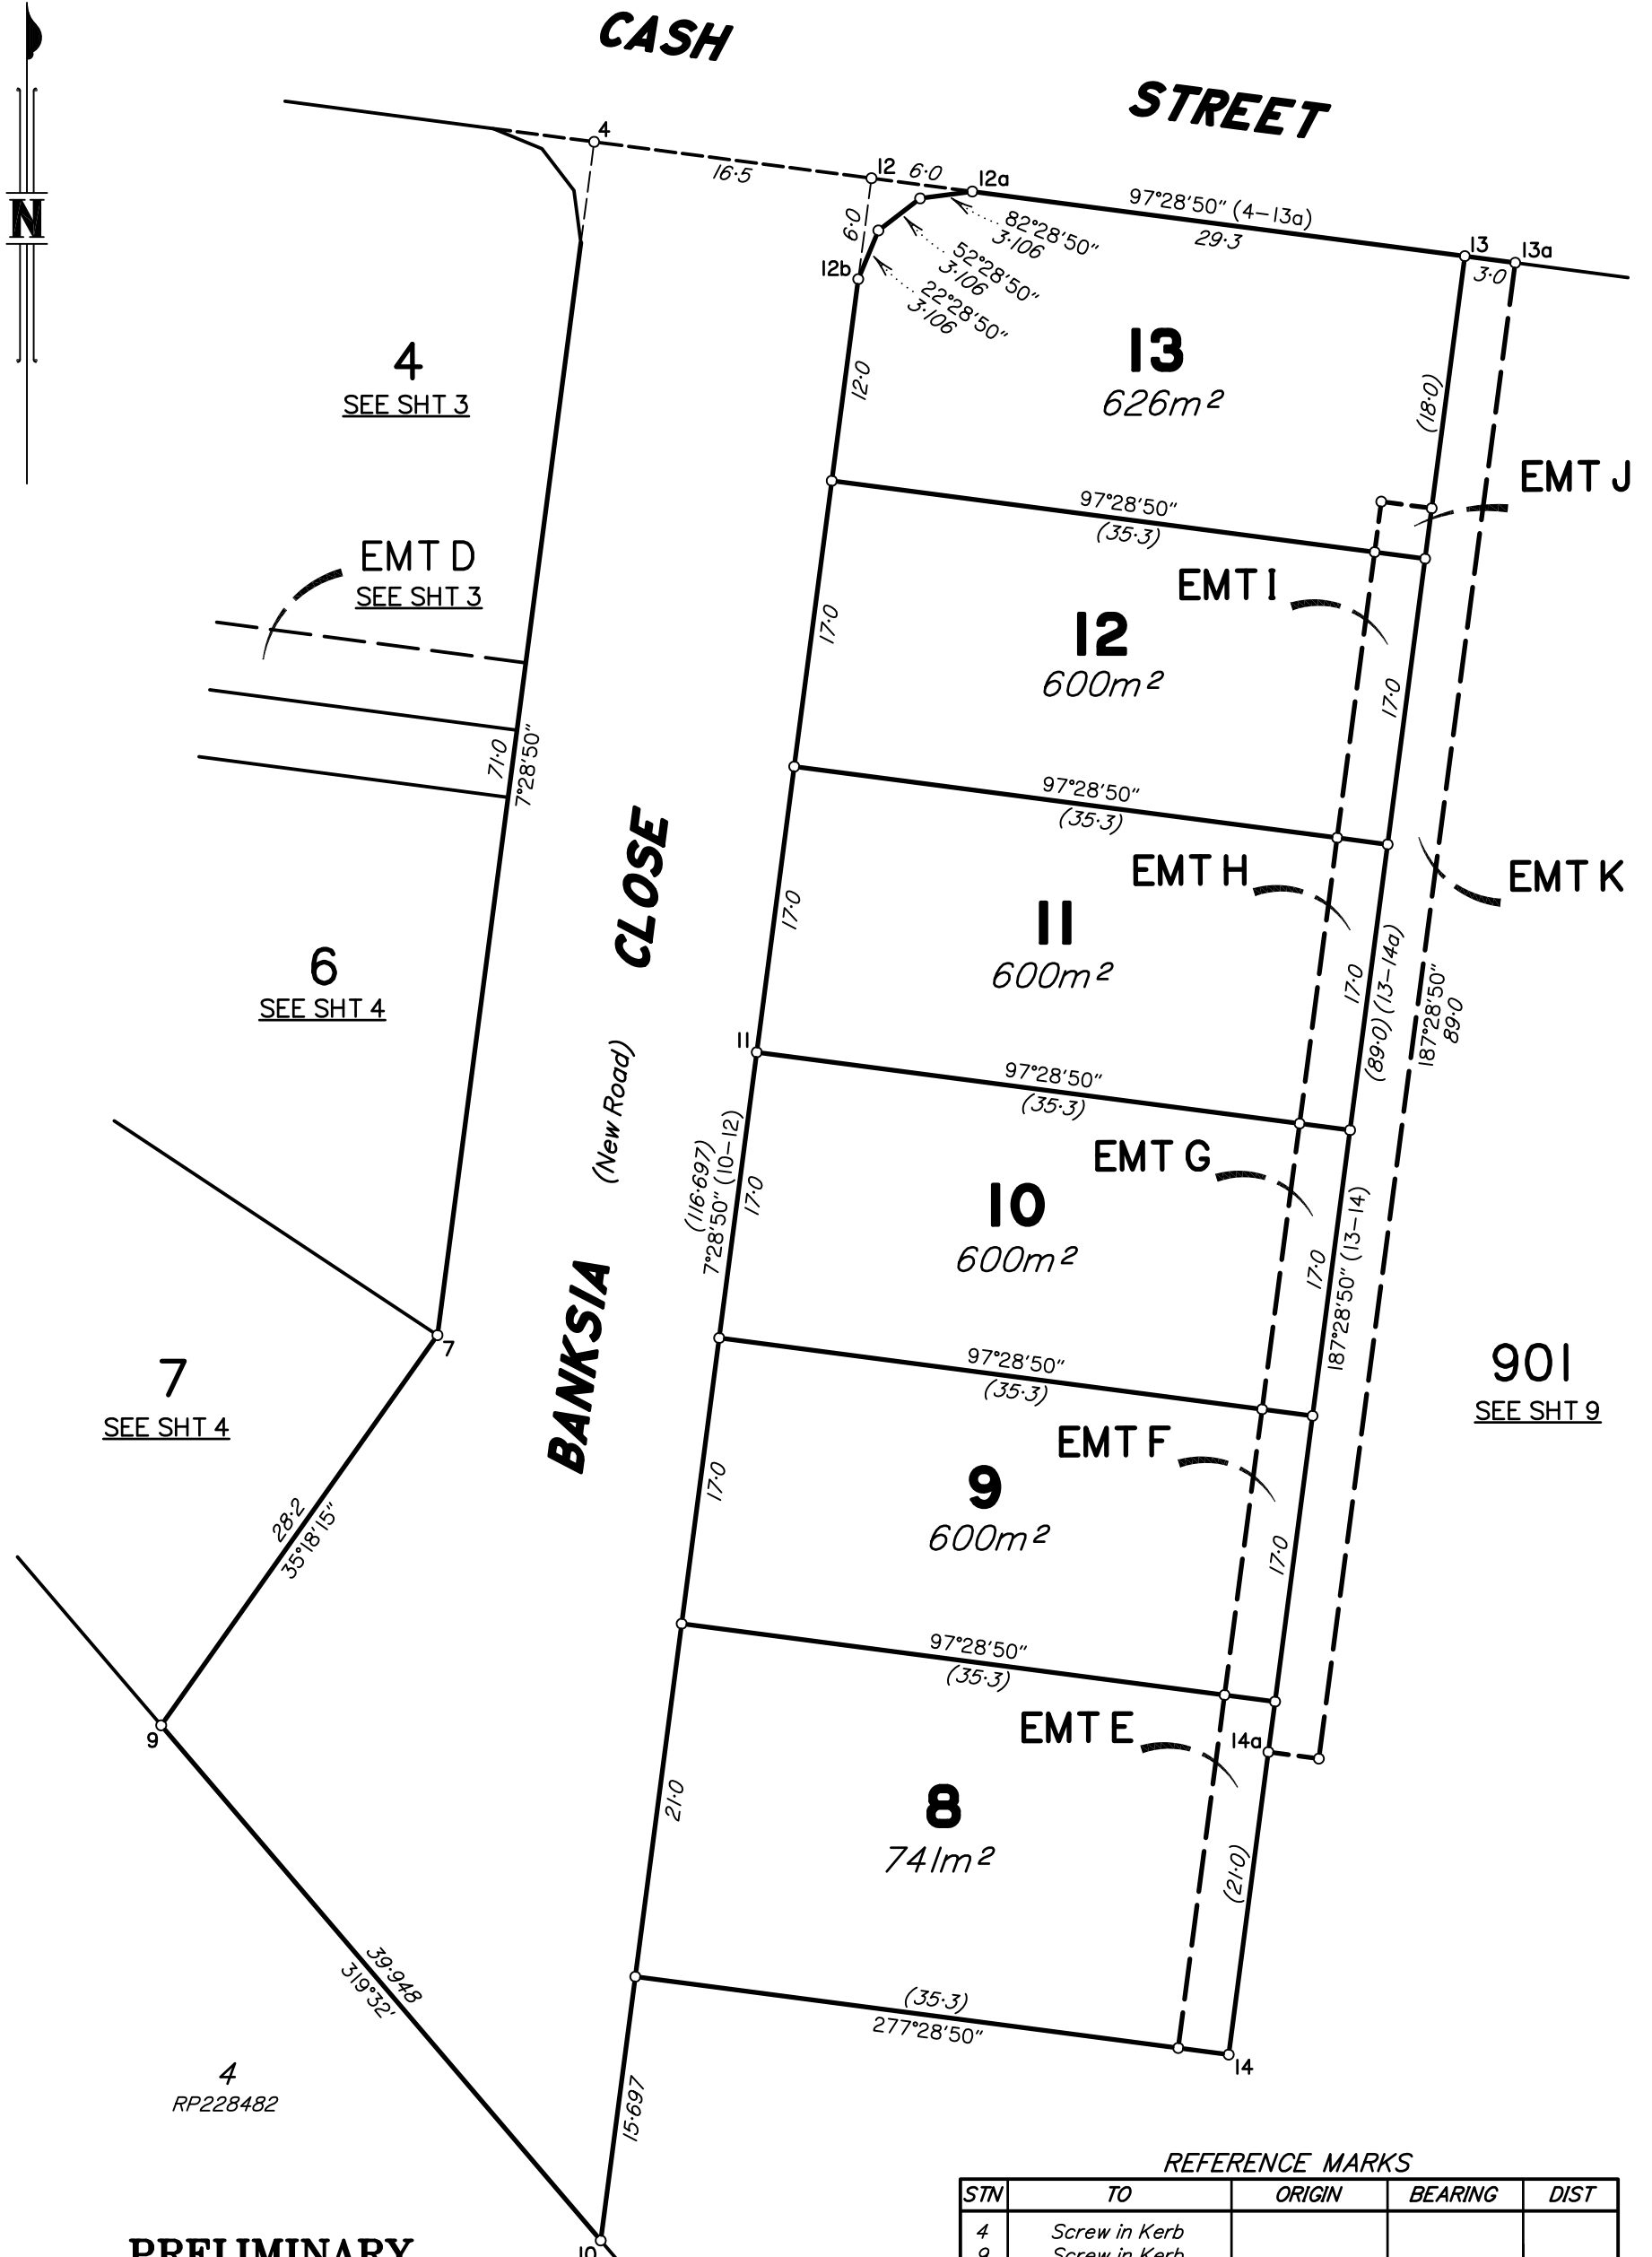 CASH
STREET
N
4
16·5
12
6·0
12a
97°28'50" (4–13a)
29·3
13
13a
3·0
6·0
12b
82°28'50"
3·106
52°28'50"
3·106
22°28'50"
3·106
4
SEE SHT 3
13
626m²
12·0
(18·0)
EMT J
97°28'50"
(35·3)
EMT D
SEE SHT 3
EMT I
12
600m²
17·0
17·0
71·0
7°28'50"
97°28'50"
(35·3)
CLOSE
EMT H
EMT K
11
600m²
17·0
17·0
(89·0) (13–14a)
187°28'50"
89·0
6
SEE SHT 4
11
(New Road)
97°28'50"
(35·3)
EMT G
(116·697)
7°28'50" (10–12)
17·0
10
600m²
17·0
187°28'50" (13–14)
BANKSIA
7
97°28'50"
(35·3)
7
SEE SHT 4
901
SEE SHT 9
EMT F
9
600m²
17·0
17·0
28·2
35°18'15"
97°28'50"
(35·3)
9
EMT E
14a
8
741m²
21·0
(21·0)
39·948
319°32'
(35·3)
277°28'50"
14
4
RP228482
15·697
10
PRELIMINARY
REFERENCE MARKS
STN TO ORIGIN BEARING DIST
4 Screw in Kerb
9 Screw in Kerb